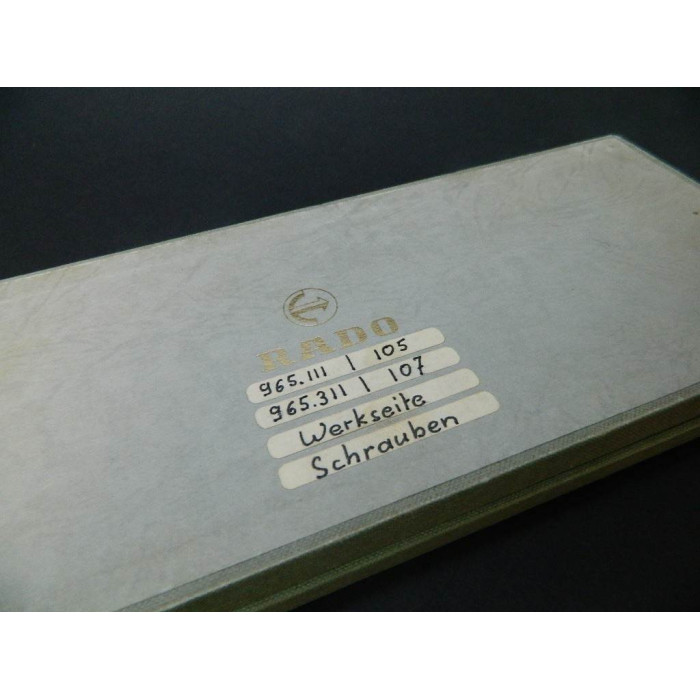 RADO
965.111 | 105
965.311 | 107
Werkseite
Schrauben